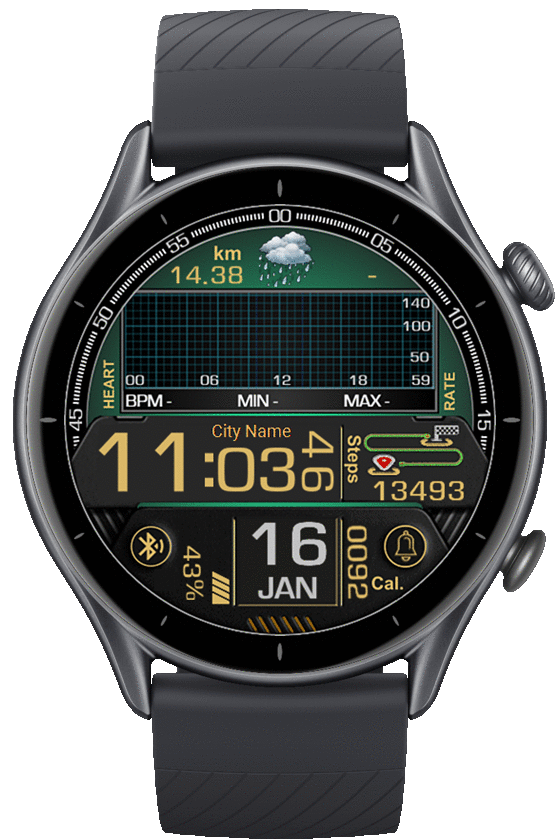 00
55
05
50
10
45
15
km
14.38
-
140
100
50
00 06 12 18 59
HEART
RATE
BPM - MIN - MAX -
City Name
11:03 46
Steps
13493
43%
16
JAN
0092
Cal.